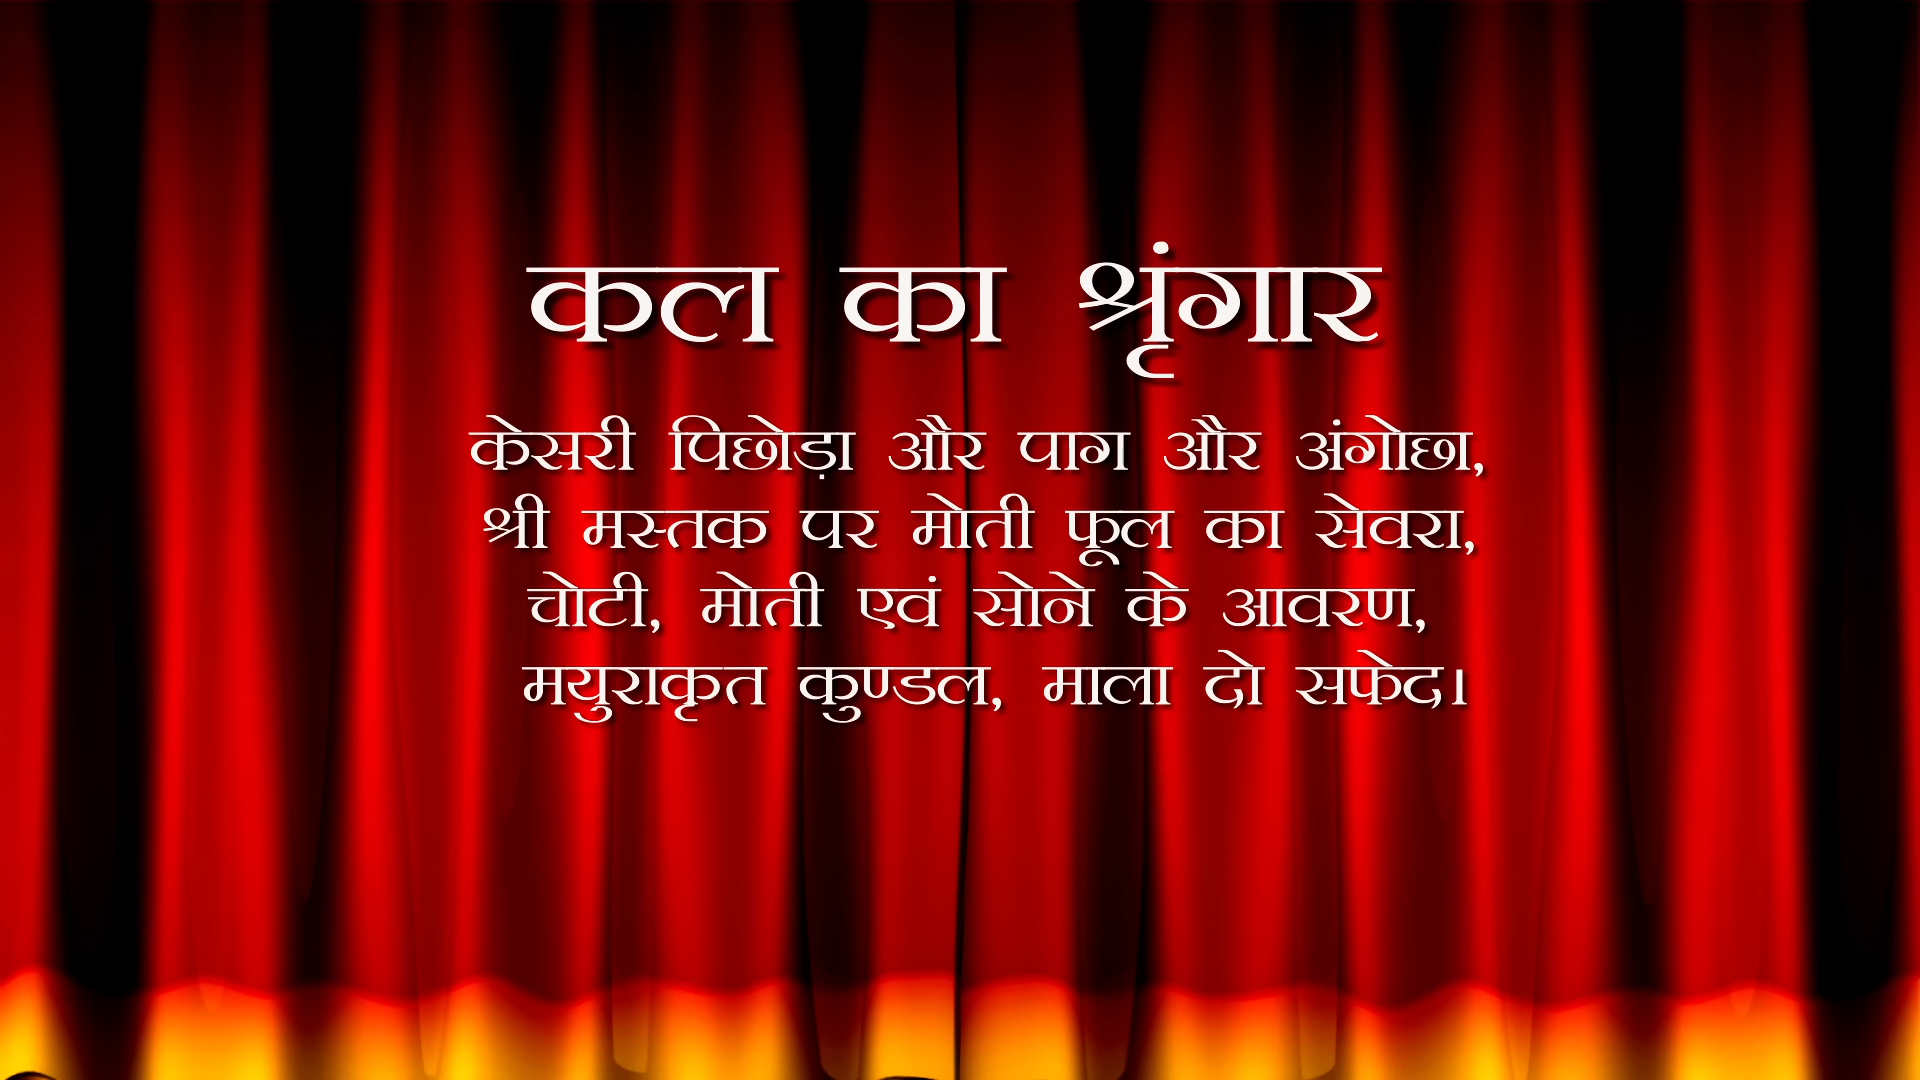 कल का श्रृंगार
केसरी पिछोड़ा और पाग और अंगोछा,
श्री मस्तक पर मोती फूल का सेवरा,
चोटी, मोती एवं सोने के आवरण,
मयुराकृत कुण्डल, माला दो सफेद।